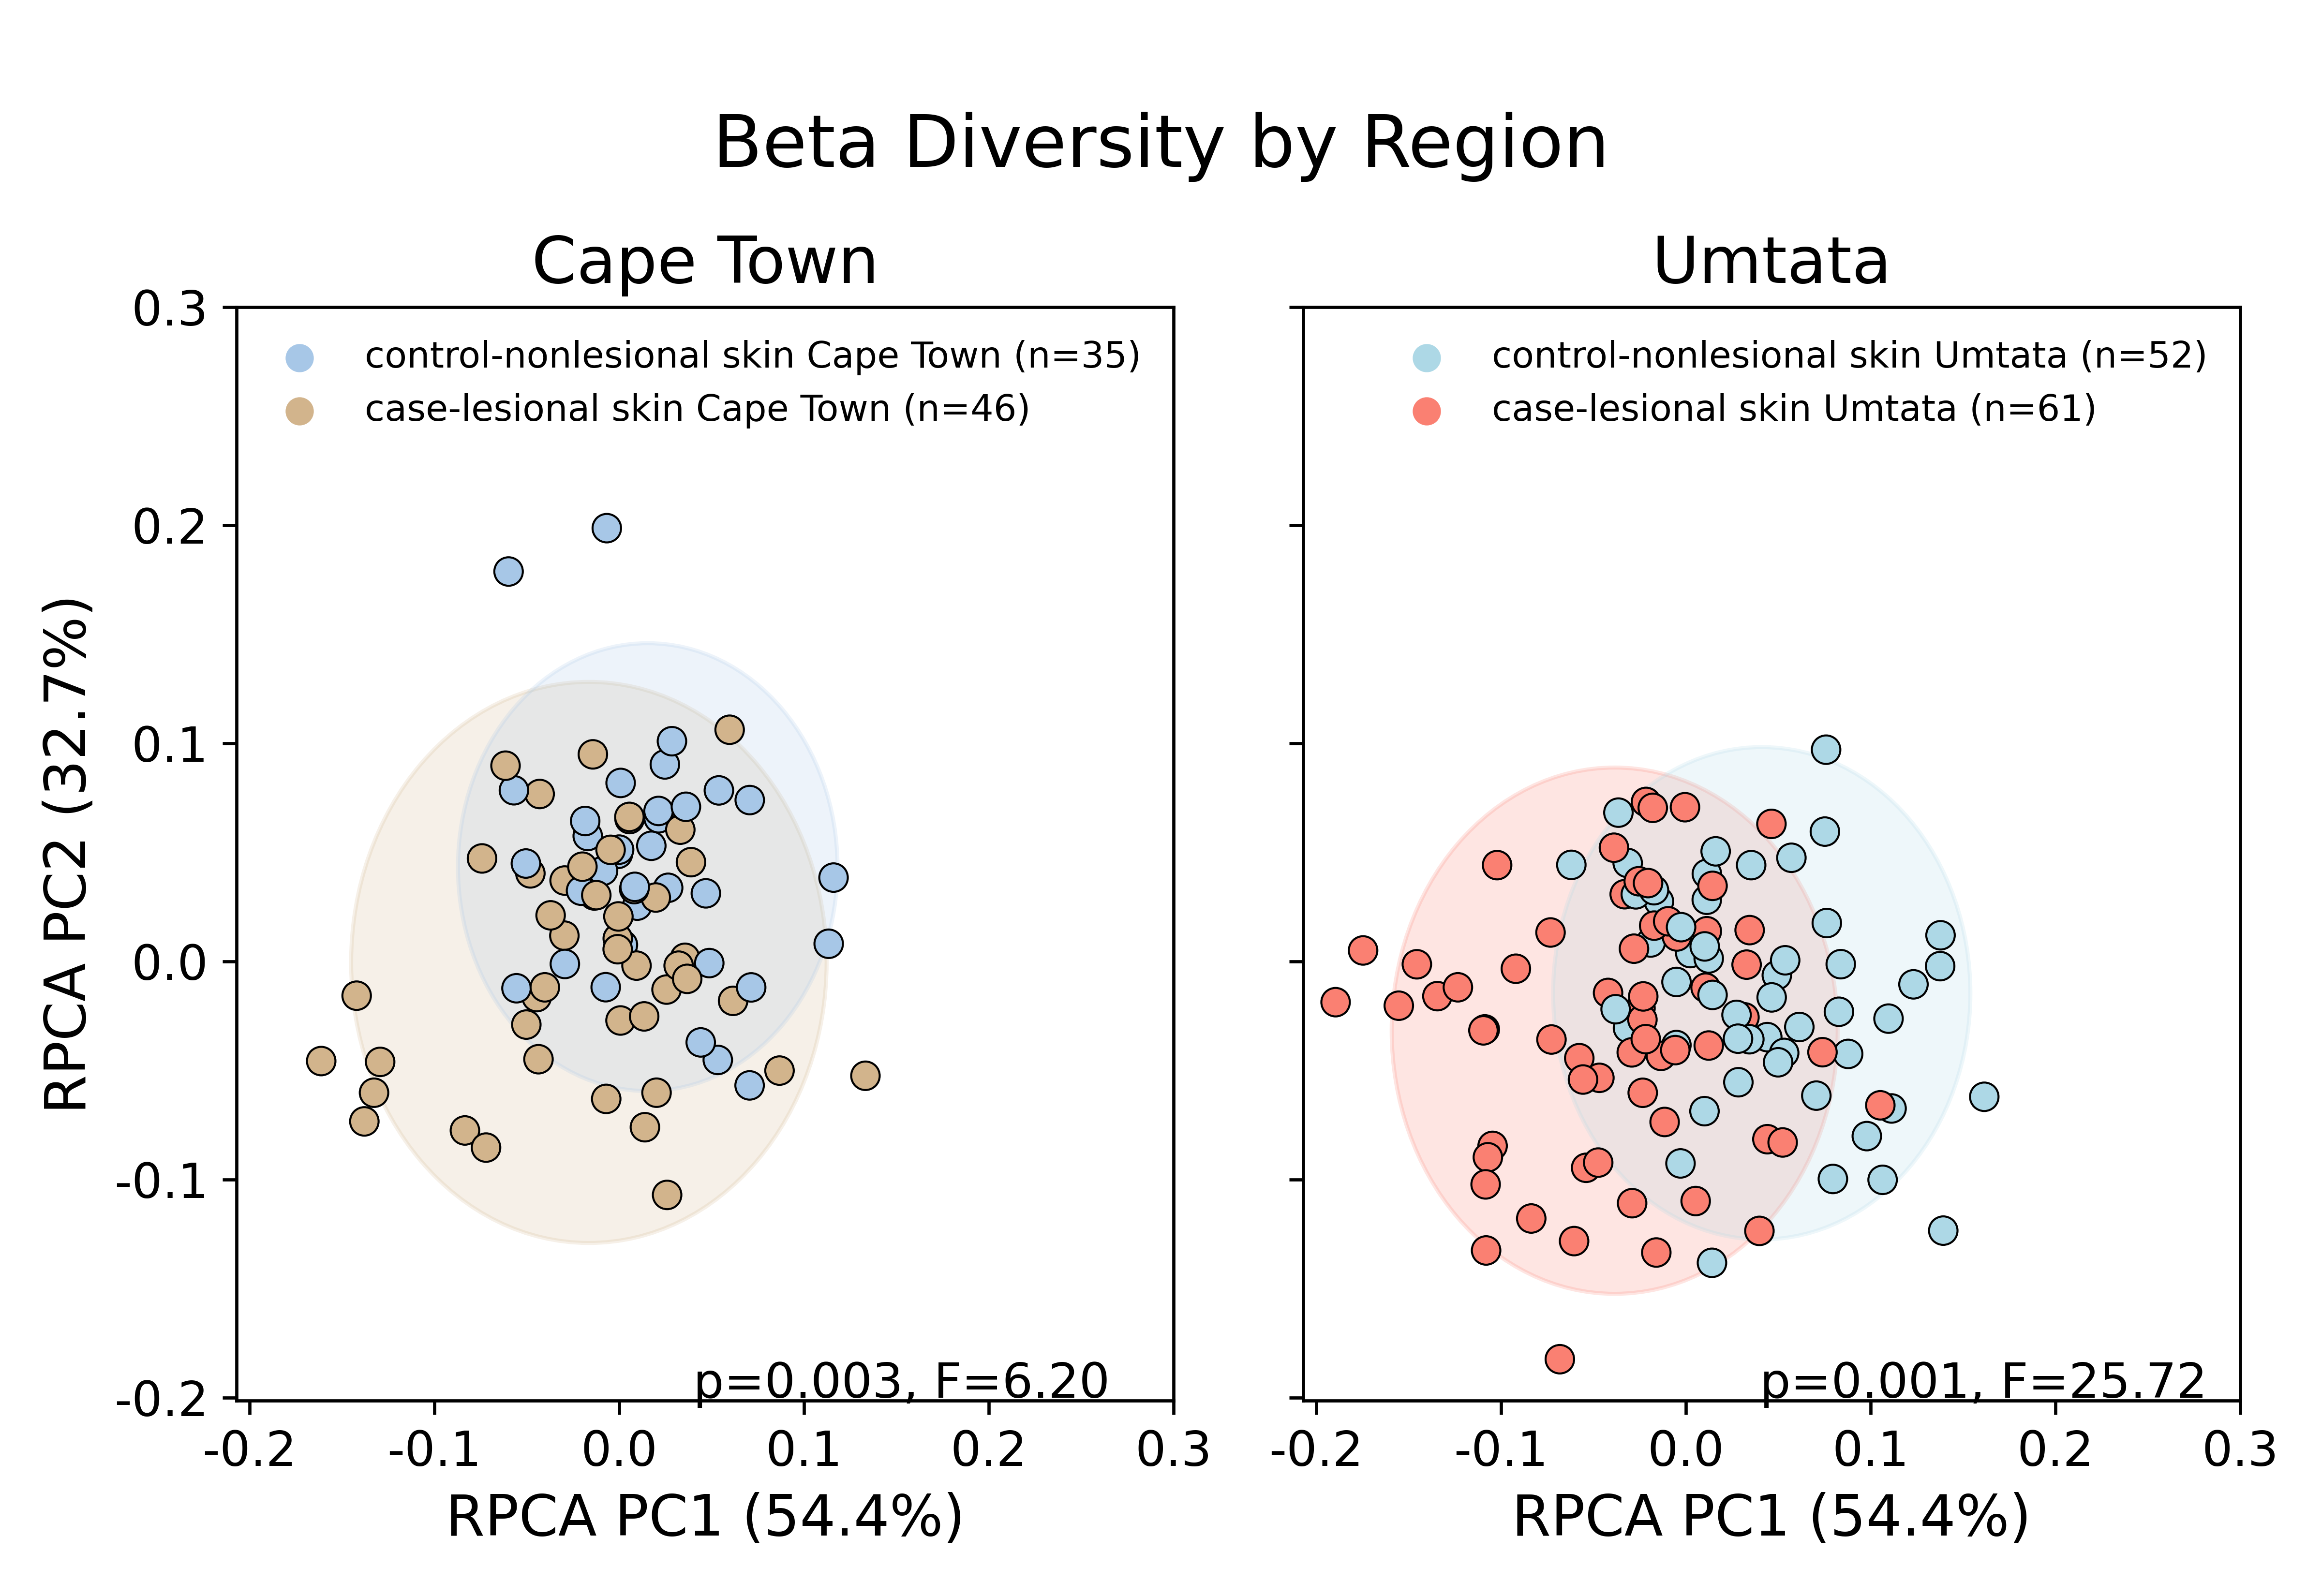 Beta Diversity by Region
Cape Town
0.3
0.2
0.1
0.0
-0.1
-0.2
RPCA PC2 (32.7%)
control-nonlesional skin Cape Town (n=35)
case-lesional skin Cape Town (n=46)
p=0.003, F=6.20
-0.2 -0.1 0.0 0.1 0.2 0.3
RPCA PC1 (54.4%)
Umtata
control-nonlesional skin Umtata (n=52)
case-lesional skin Umtata (n=61)
p=0.001, F=25.72
-0.2 -0.1 0.0 0.1 0.2 0.3
RPCA PC1 (54.4%)